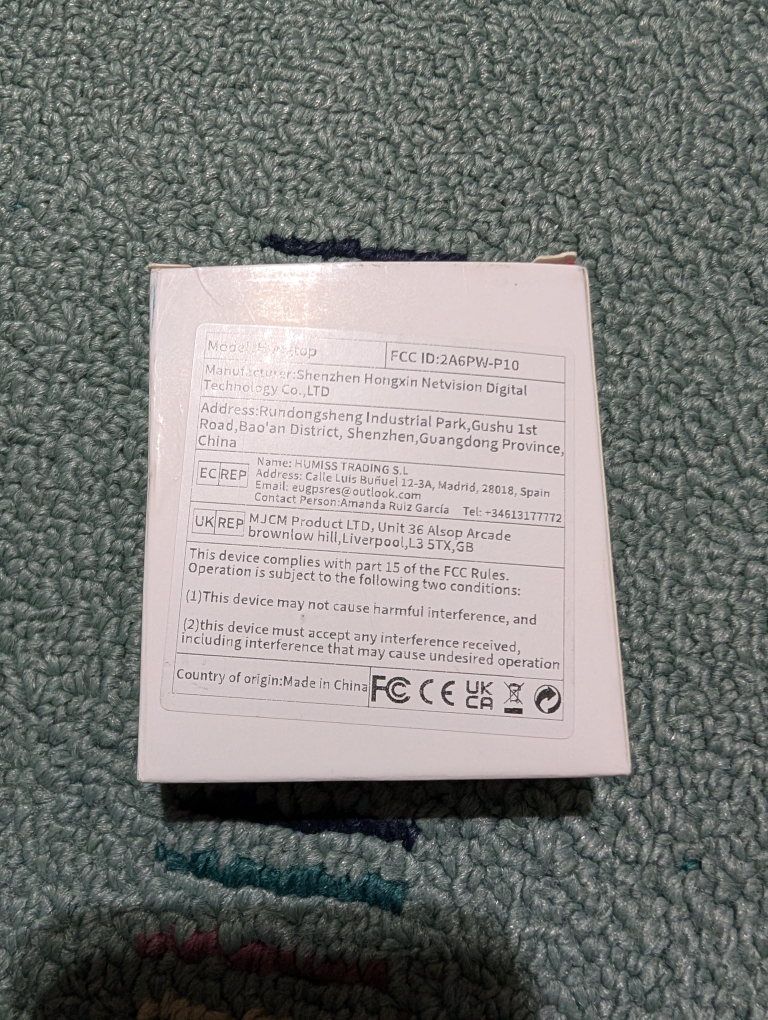 Model:
FCC ID:2A6PW-P10
Manufacturer:Shenzhen Hongxin Netvision Digital
Technology Co.,LTD
Address:Rundongsheng Industrial Park,Gushu 1st
Road,Bao'an District, Shenzhen,Guangdong Province,
China
EC REP
Name: HUMISS TRADING S.L
Address: Calle Luis Buñuel 12-3A, Madrid, 28018, Spain
Email: eugpsres@outlook.com
Contact Person:Amanda Ruiz García Tel: +34613177772
UK REP
MJCM Product LTD, Unit 36 Alsop Arcade
brownlow hill,Liverpool,L3 5TX,GB
This device complies with part 15 of the FCC Rules.
Operation is subject to the following two conditions:
(1)This device may not cause harmful interference, and
(2)this device must accept any interference received,
including interference that may cause undesired operation
Country of origin:Made in China
FC CE UK
CA